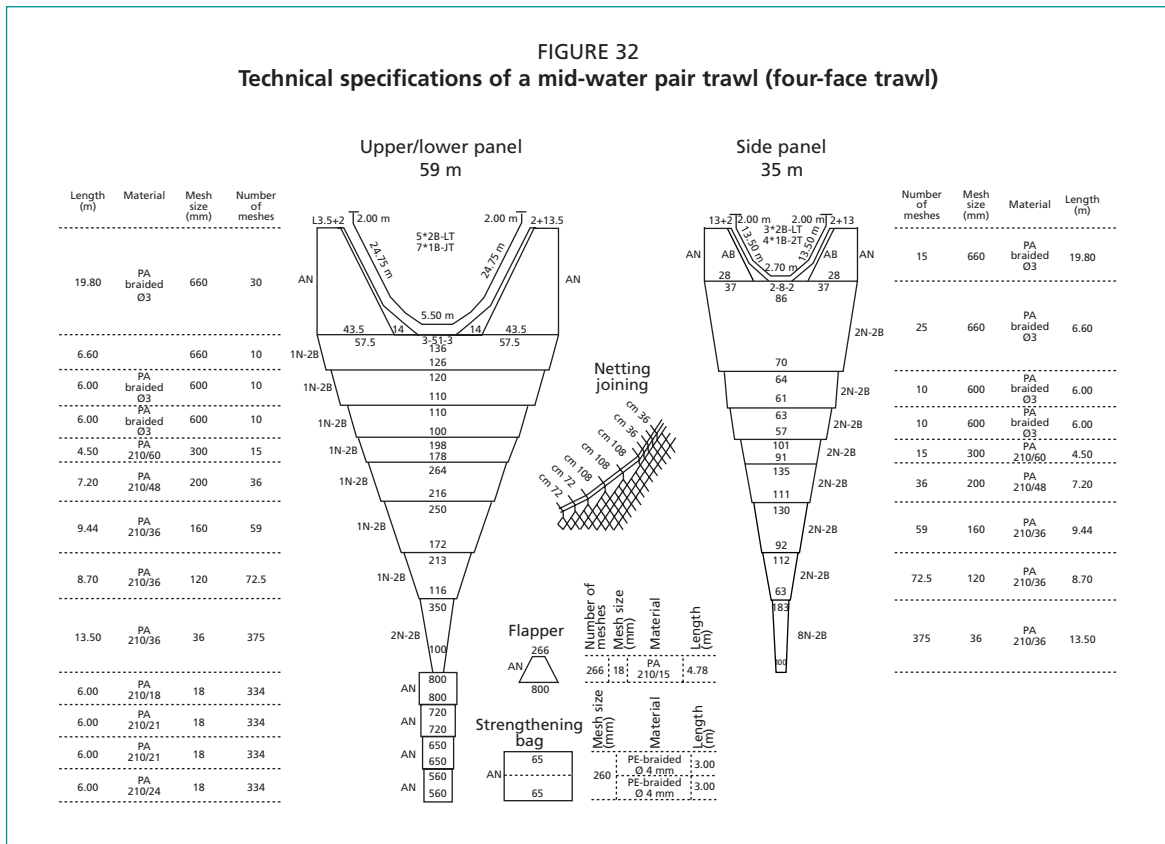 FIGURE 32
Technical specifications of a mid-water pair trawl (four-face trawl)
Upper/lower panel
59 m
Length (m) Material Mesh size (mm) Number of meshes
19.80 PA braided Ø3 660 30
6.60 660 10
6.00 PA braided Ø3 600 10
6.00 PA braided Ø3 600 10
4.50 PA 210/60 300 15
7.20 PA 210/48 200 36
9.44 PA 210/36 160 59
8.70 PA 210/36 120 72.5
13.50 PA 210/36 36 375
6.00 PA 210/18 18 334
6.00 PA 210/21 18 334
6.00 PA 210/21 18 334
6.00 PA 210/24 18 334
L3.5+2 2.00 m 2.00 m 2+13.5
5*2B-LT
7*1B-JT
24.75 m 24.75 m
AN AN
5.50 m
43.5 14 14 43.5
57.5 3-51-3 57.5
136
1N-2B 126
120
1N-2B 110
110
1N-2B 100
198
1N-2B 178
264
1N-2B 216
250
1N-2B 172
213
1N-2B 116
350
2N-2B 100
800
AN 800
720
AN 720
650
AN 650
560
AN 560
Netting joining
cm 36
cm 36
cm 108
cm 108
cm 108
cm 72
cm 72
Flapper
266
AN
800
Number of meshes Mesh size (mm) Material Length (m)
266 18 PA 210/15 4.78
Strengthening bag
65
AN
65
Mesh size (mm) Material Length (m)
260
PE-braided Ø 4 mm 3.00
PE-braided Ø 4 mm 3.00
Side panel
35 m
13+2 2.00 m 2.00 m 2+13
3*2B-LT
4*1B-2T
13.50 m 13.50 m
AN AB AB AN
2.70 m
28 28
37 2-8-2 37
86
2N-2B
70
64
61 2N-2B
63
57 2N-2B
101
91 2N-2B
135
111 2N-2B
130
92 2N-2B
112
63 2N-2B
183
8N-2B
100
Number of meshes Mesh size (mm) Material Length (m)
15 660 PA braided Ø3 19.80
25 660 PA braided Ø3 6.60
10 600 PA braided Ø3 6.00
10 600 PA braided Ø3 6.00
15 300 PA 210/60 4.50
36 200 PA 210/48 7.20
59 160 PA 210/36 9.44
72.5 120 PA 210/36 8.70
375 36 PA 210/36 13.50